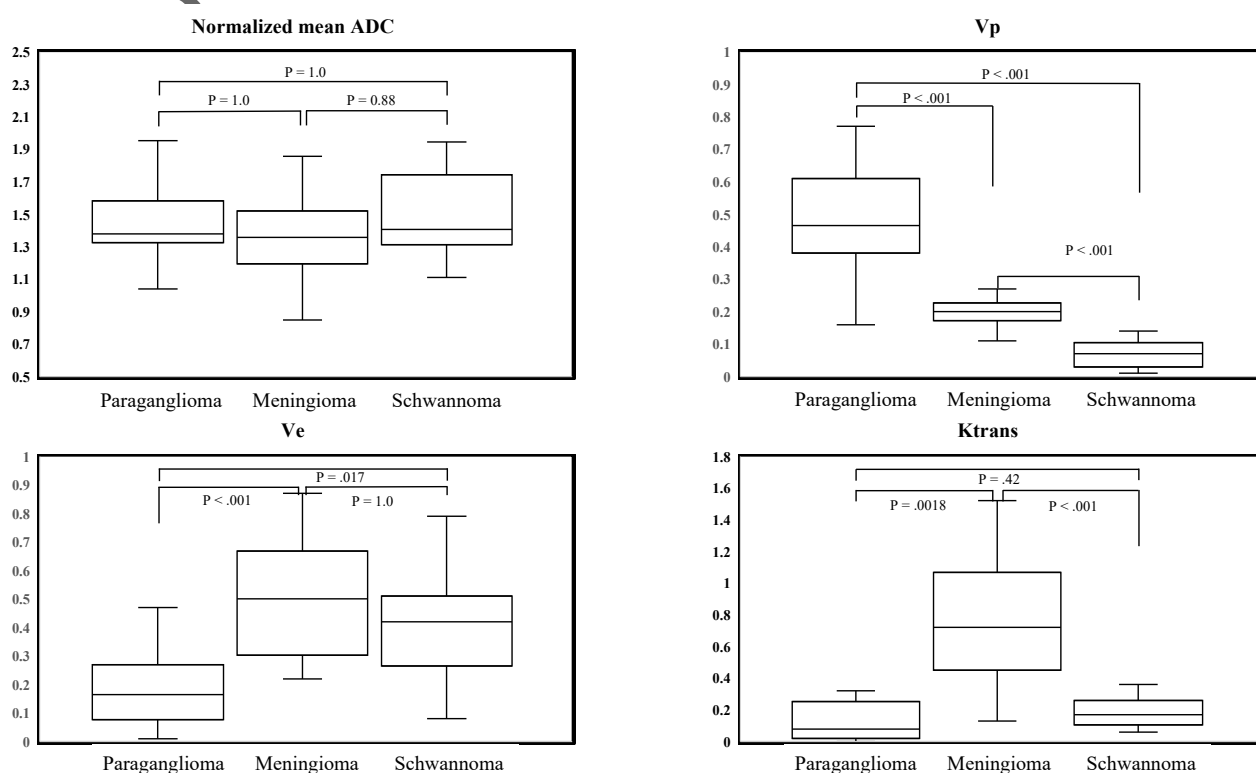 Normalized mean ADC
2.5
2.3
2.1
1.9
1.7
1.5
1.3
1.1
0.9
0.7
0.5
P = 1.0
P = 1.0
P = 0.88
Paraganglioma Meningioma Schwannoma
Vp
1
0.9
0.8
0.7
0.6
0.5
0.4
0.3
0.2
0.1
0
P < .001
P < .001
P < .001
Paraganglioma Meningioma Schwannoma
Ve
1
0.9
0.8
0.7
0.6
0.5
0.4
0.3
0.2
0.1
0
P = .017
P < .001
P = 1.0
Paraganglioma Meningioma Schwannoma
Ktrans
1.8
1.6
1.4
1.2
1
0.8
0.6
0.4
0.2
0
P = .42
P = .0018
P < .001
Paraganglioma Meningioma Schwannoma